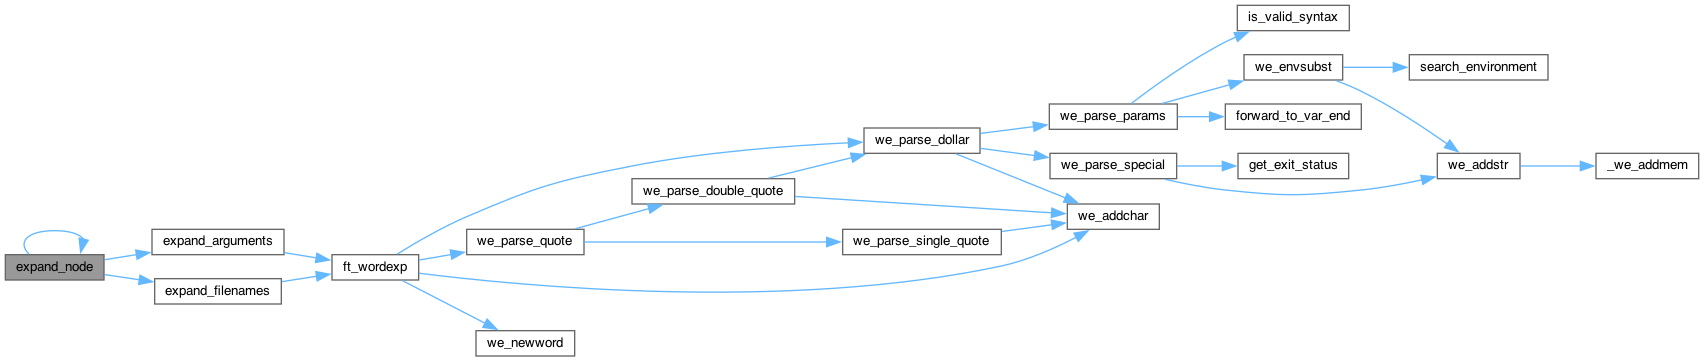 expand_node
expand_arguments
expand_filenames
ft_wordexp
we_parse_quote
we_newword
we_parse_double_quote
we_parse_single_quote
we_parse_dollar
we_addchar
we_parse_params
we_parse_special
is_valid_syntax
we_envsubst
forward_to_var_end
get_exit_status
search_environment
we_addstr
_we_addmem